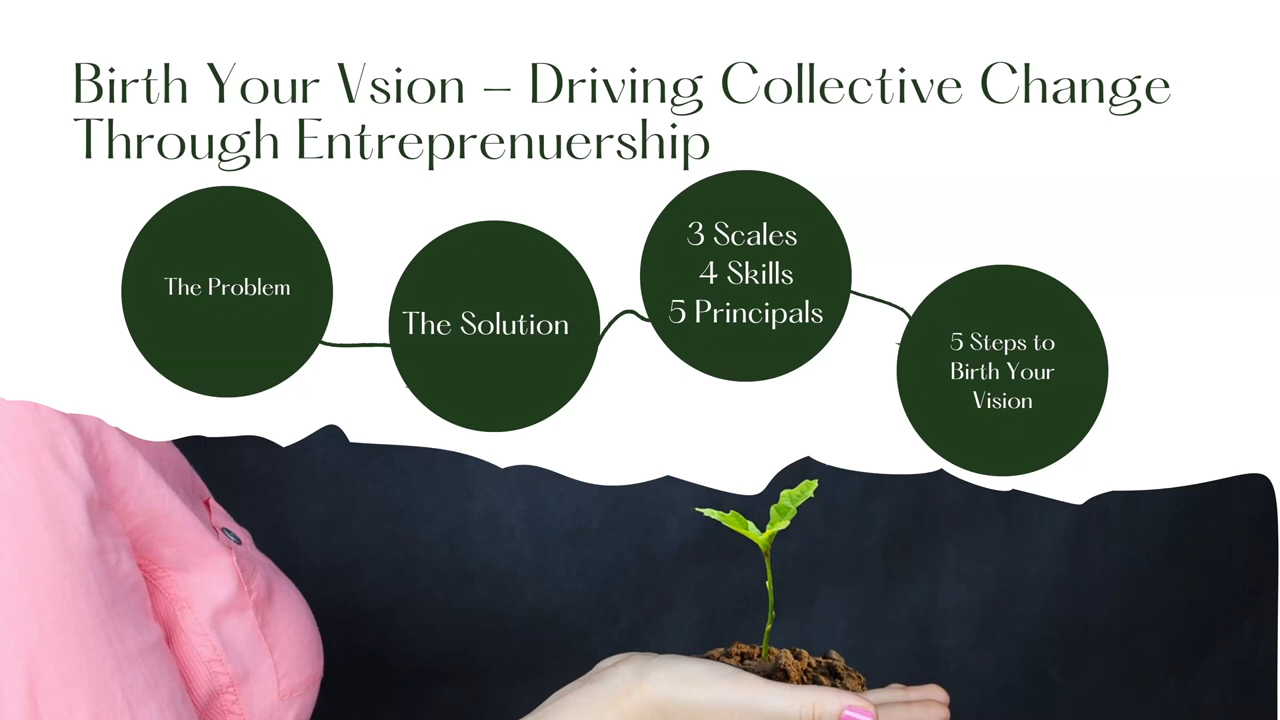 Birth Your Vsion – Driving Collective Change
Through Entreprenuership
The Problem
The Solution
3 Scales
4 Skills
5 Principals
5 Steps to
Birth Your
Vision